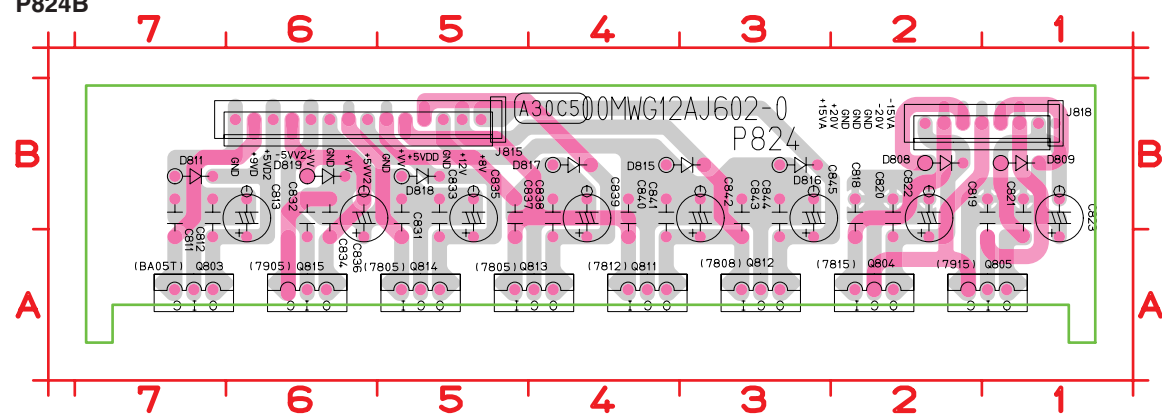 P824B
7 6 5 4 3 2 1
A30C500MWG12AJ602-0
P824
J815
J818
B
B
GND
+9VD
+5VD2
-5VV2
-VV
GND
+VV
+5VV2
GND
+VV
+5VDD
+12V
+8V
+15VA
+20V
GND
GND
GND
-20V
-15VA
D811
D819
D818
D817
D815
D816
D808
D809
C813
C832
C833
C835
C837
C838
C839
C840
C841
C842
C843
C844
C845
C818
C820
C822
C819
C821
C823
C811
C812
C834
C836
C831
(BA05T) Q803
(7905) Q815
(7805) Q814
(7805) Q813
(7812) Q811
(7808) Q812
(7815) Q804
(7915) Q805
A
A
7 6 5 4 3 2 1